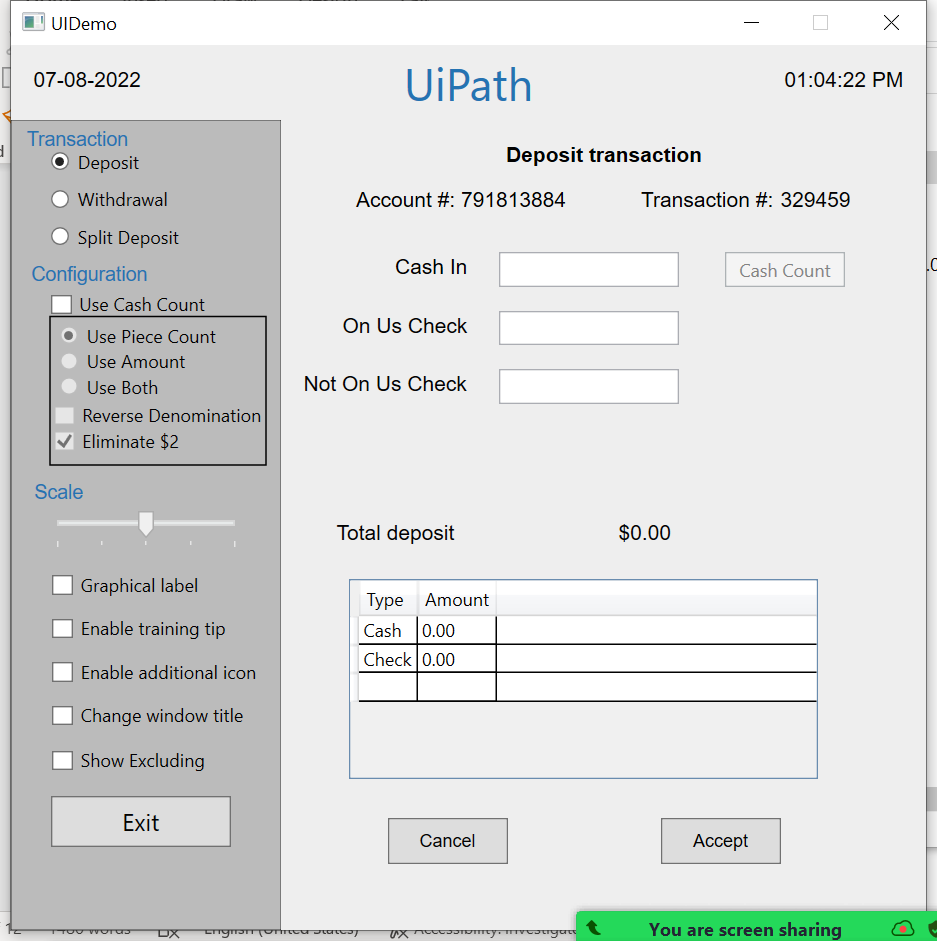 UIDemo
07-08-2022
UiPath
01:04:22 PM
Transaction
Deposit
Withdrawal
Split Deposit
Configuration
Use Cash Count
Use Piece Count
Use Amount
Use Both
Reverse Denomination
Eliminate $2
Scale
Graphical label
Enable training tip
Enable additional icon
Change window title
Show Excluding
Exit
Deposit transaction
Account #: 791813884 Transaction #: 329459
Cash In
Cash Count
On Us Check
Not On Us Check
Total deposit $0.00
Type Amount
Cash 0.00
Check 0.00
Cancel Accept
You are screen sharing